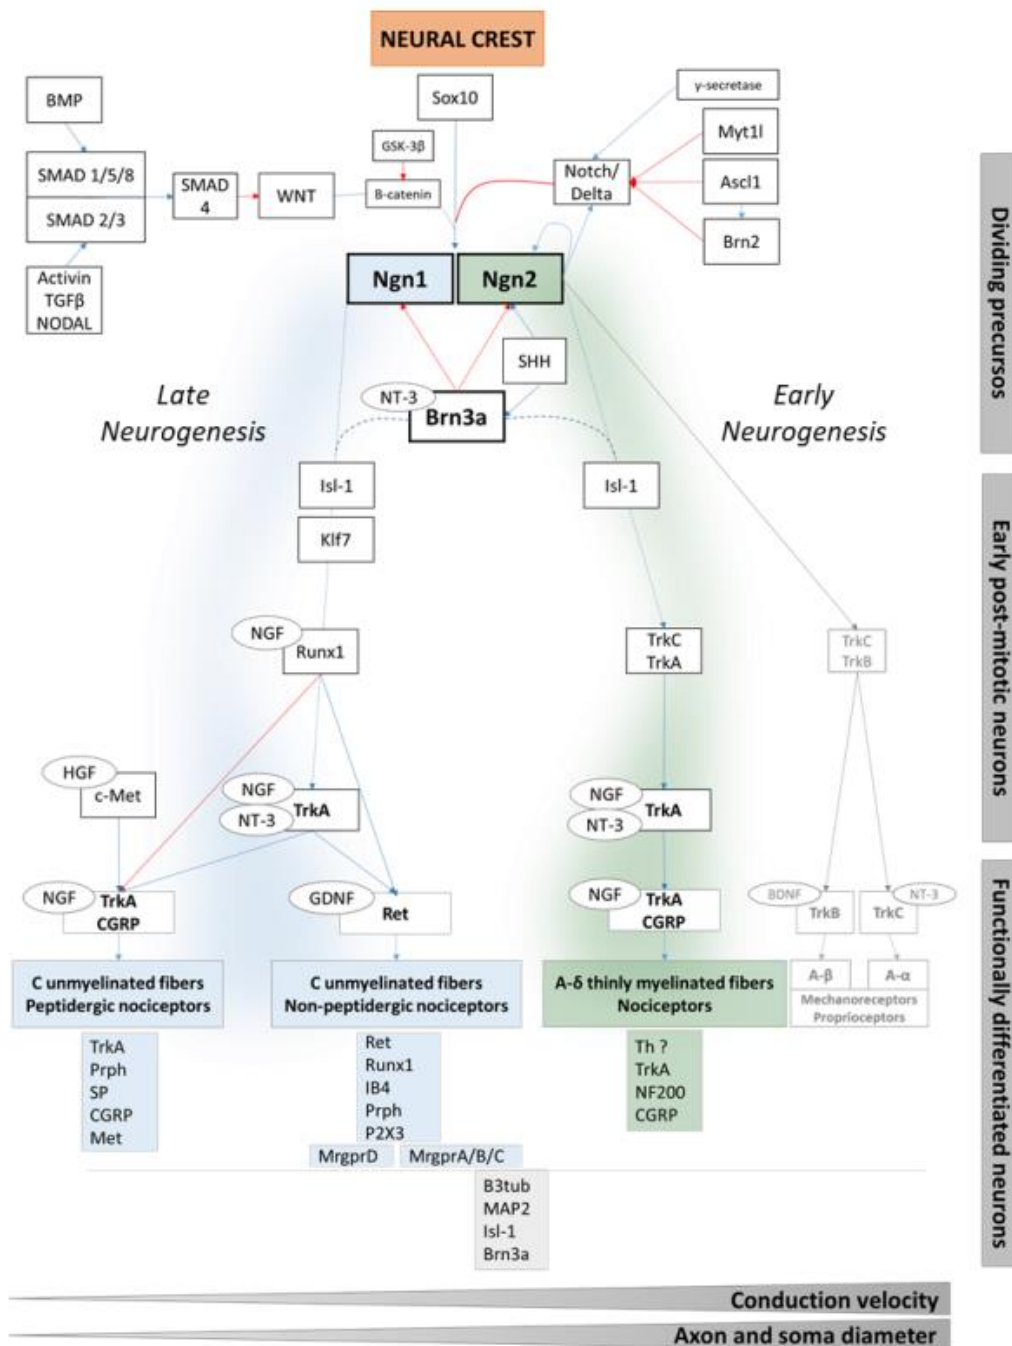 NEURAL CREST
BMP
Sox10
γ-secretase
Myt1l
GSK-3β
SMAD 1/5/8
SMAD
4
WNT
B-catenin
Notch/
Delta
Ascl1
SMAD 2/3
Brn2
Activin
TGFβ
NODAL
Ngn1
Ngn2
SHH
NT-3
Brn3a
Late
Neurogenesis
Early
Neurogenesis
Isl-1
Isl-1
Klf7
NGF
Runx1
TrkC
TrkA
TrkC
TrkB
HGF
c-Met
NGF
NT-3
TrkA
NGF
NT-3
TrkA
NGF
TrkA
CGRP
GDNF
Ret
NGF
TrkA
CGRP
BDNF
TrkB
TrkC
NT-3
C unmyelinated fibers
Peptidergic nociceptors
C unmyelinated fibers
Non-peptidergic nociceptors
A-δ thinly myelinated fibers
Nociceptors
A-β
A-α
Mechanoreceptors
Proprioceptors
TrkA
Prph
SP
CGRP
Met
Ret
Runx1
IB4
Prph
P2X3
MrgprD
MrgprA/B/C
Th ?
TrkA
NF200
CGRP
B3tub
MAP2
Isl-1
Brn3a
Dividing precursos
Early post-mitotic neurons
Functionally differentiated neurons
Conduction velocity
Axon and soma diameter